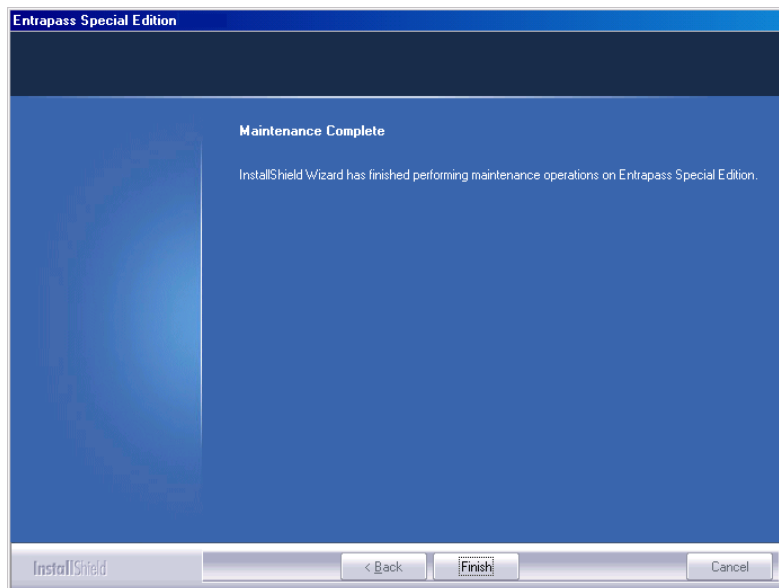 Entrapass Special Edition
Maintenance Complete
InstallShield Wizard has finished performing maintenance operations on Entrapass Special Edition.
InstallShield
< Back
Finish
Cancel